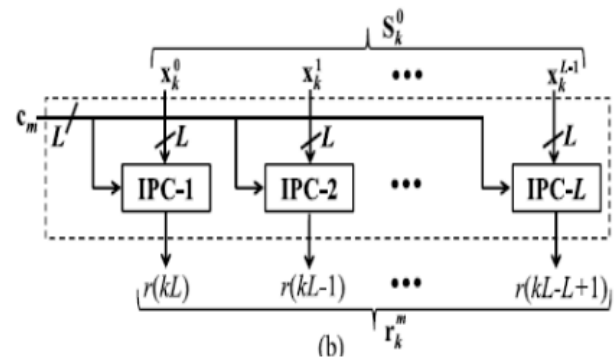 S_k^0
x_k^0 x_k^1 ••• x_k^{L-1}
c_m L L L L
IPC-1 IPC-2 ••• IPC-L
r(kL) r(kL-1) ••• r(kL-L+1)
r_k^m
(b)